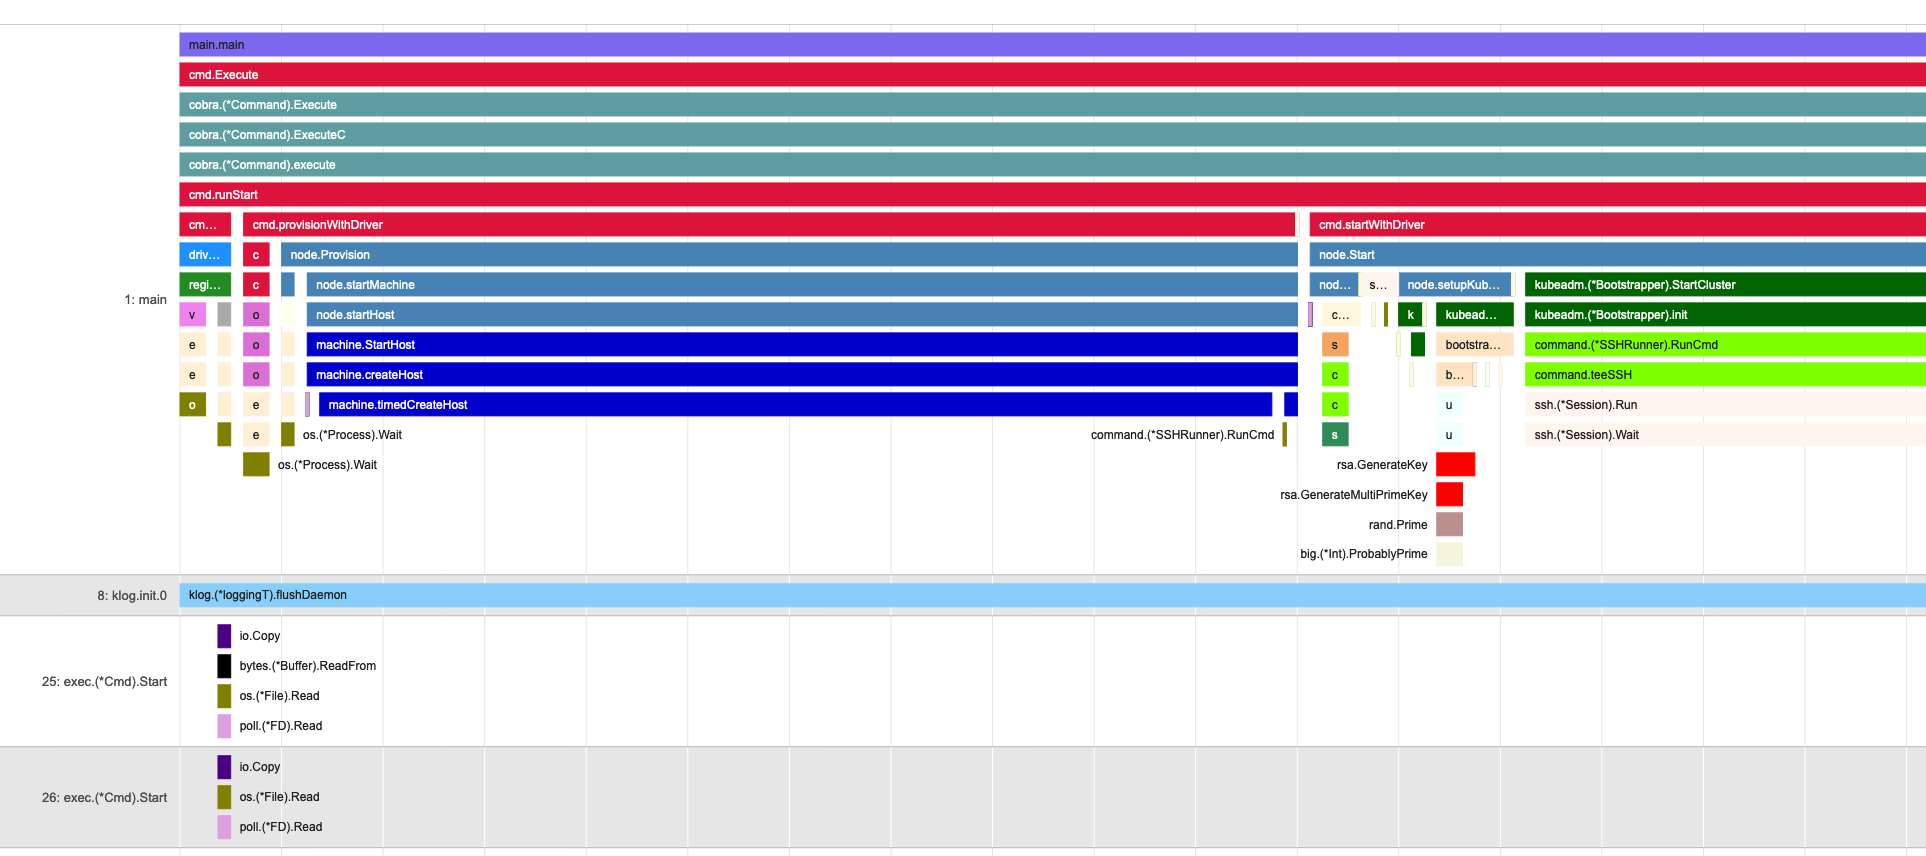 main.main
cmd.Execute
cobra.(*Command).Execute
cobra.(*Command).ExecuteC
cobra.(*Command).execute
cmd.runStart
cm... cmd.provisionWithDriver cmd.startWithDriver
driv... c node.Provision node.Start
regi... c node.startMachine nod... s... node.setupKub... kubeadm.(*Bootstrapper).StartCluster
1: main
v o node.startHost c... k kubead... kubeadm.(*Bootstrapper).init
e o machine.StartHost s bootstra... command.(*SSHRunner).RunCmd
e o machine.createHost c b... command.teeSSH
o e machine.timedCreateHost c u ssh.(*Session).Run
e os.(*Process).Wait command.(*SSHRunner).RunCmd s u ssh.(*Session).Wait
os.(*Process).Wait rsa.GenerateKey
rsa.GenerateMultiPrimeKey
rand.Prime
big.(*Int).ProbablyPrime
8: klog.init.0 klog.(*loggingT).flushDaemon
io.Copy
bytes.(*Buffer).ReadFrom
25: exec.(*Cmd).Start
os.(*File).Read
poll.(*FD).Read
io.Copy
26: exec.(*Cmd).Start os.(*File).Read
poll.(*FD).Read